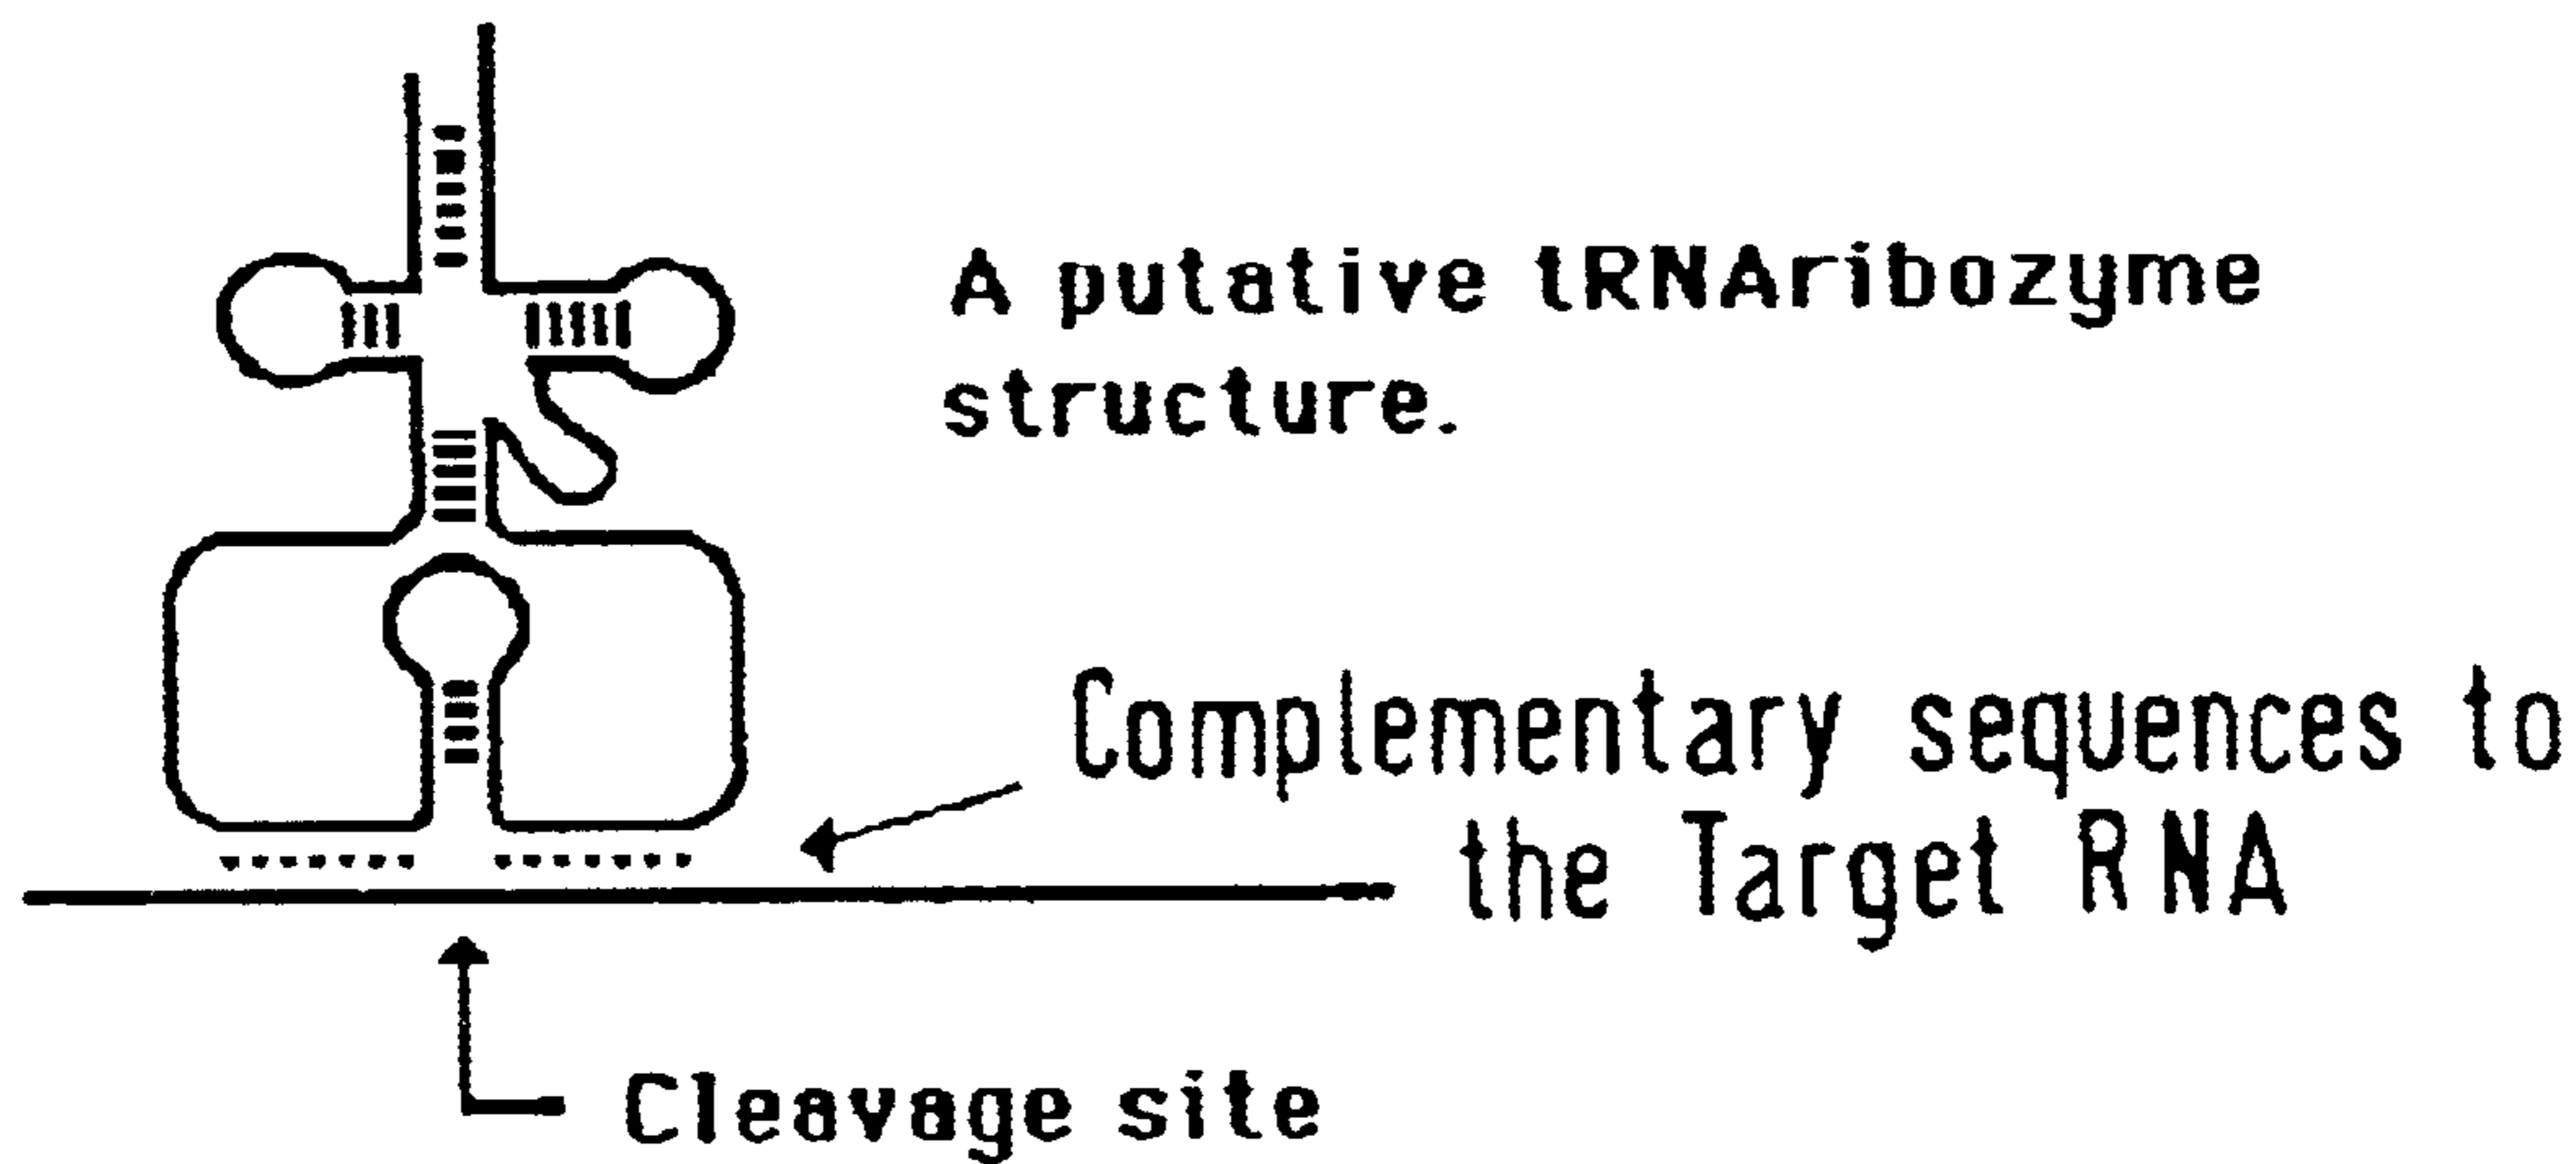 A putative tRNAribozyme
structure.
Complementary sequences to
the Target RNA
Cleavage site